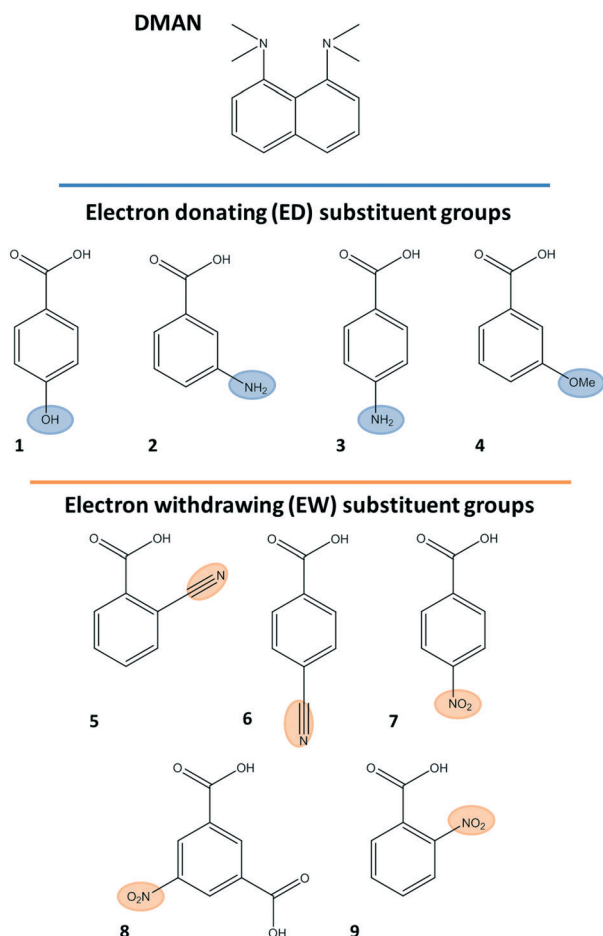 DMAN
N N
Electron donating (ED) substituent groups
O OH O OH O OH O OH
NH₂ OMe
OH NH₂
1 2 3 4
Electron withdrawing (EW) substituent groups
O OH O OH O OH
N
NO₂
5 6 N 7
O OH O OH
NO₂
O₂N O
OH
8 9